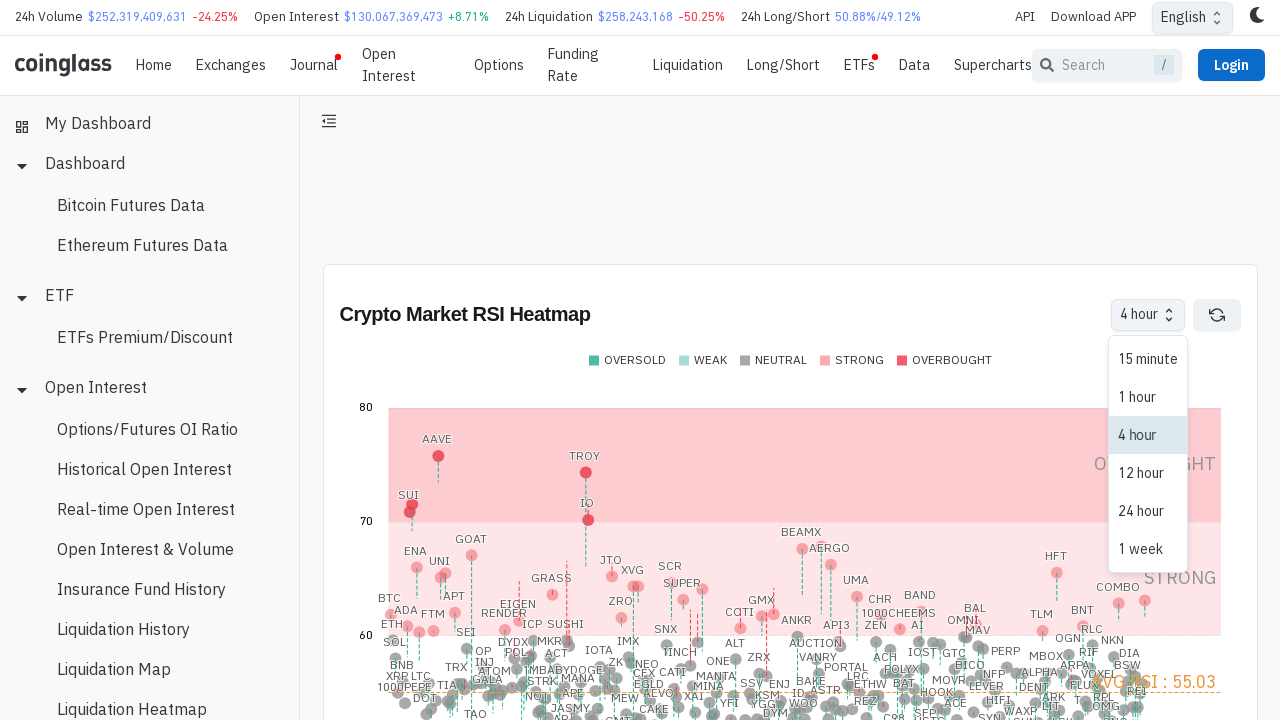 24h Volume $252,319,409,631 -24.25% Open Interest $130,067,369,473 +8.71% 24h Liquidation $258,243,168 -50.25% 24h Long/Short 50.88%/49.12% API Download APP English
coinglass Home Exchanges Journal Open Interest Options Funding Rate Liquidation Long/Short ETFs Data Supercharts Search / Login
My Dashboard
Dashboard
Bitcoin Futures Data
Ethereum Futures Data
ETF
ETFs Premium/Discount
Open Interest
Options/Futures OI Ratio
Historical Open Interest
Real-time Open Interest
Open Interest & Volume
Insurance Fund History
Liquidation History
Liquidation Map
Liquidation Heatmap
Crypto Market RSI Heatmap
4 hour
15 minute
1 hour
4 hour
12 hour
24 hour
1 week
OVERSOLD WEAK NEUTRAL STRONG OVERBOUGHT
80
AAVE
TROY
SUI
IO
70
BEAMX
GOAT
AERGO
ENA
UNI
JTO
XVG
SCR
HFT
GRASS
SUPER
UMA
COMBO
STRONG
BTC
APT
EIGEN
ZRO
GMX
CHR
BAND
ADA
FTM
RENDER
COTI
1000CHEEMS
BAL
TLM
BNT
ETH
SEI
ICP
SUSHI
SNX
ANKR
API3
ZEN
AI
OMNI
MAV
RLC
60
SOL
DYDX
MKR
IMX
ALT
AUCTION
OGN
NKN
OP
POL
ACT
IOTA
1INCH
ZRX
VANRY
ACH
IOST
GTC
PERP
RIF
DIA
BNB
TRX
INJ
ZK
NEO
ONE
PORTAL
POLYX
BICO
MBOX
ARPA
BSW
XRP
LTC
ATOM
1MBABYDOGE
CFX
CATI
MANTA
LRC
MOVR
NFP
ALPHA
VOXEL
1000PEPE
TIA
GALA
STRK
MANA
EGLD
MINA
SSV
ENJ
BAKE
ETHW
BAT
LEVER
DENT
FLUX
AVG RSI : 55.03
DOT
NOT
APE
MEW
AEVO
XAI
YFI
KSM
ID
ASTR
REZ
HOOK
ACE
HIFI
ARK
OMG
REI
TAO
JASMY
CAKE
YGG
WOO
DYM
C98
SYN
WAXP